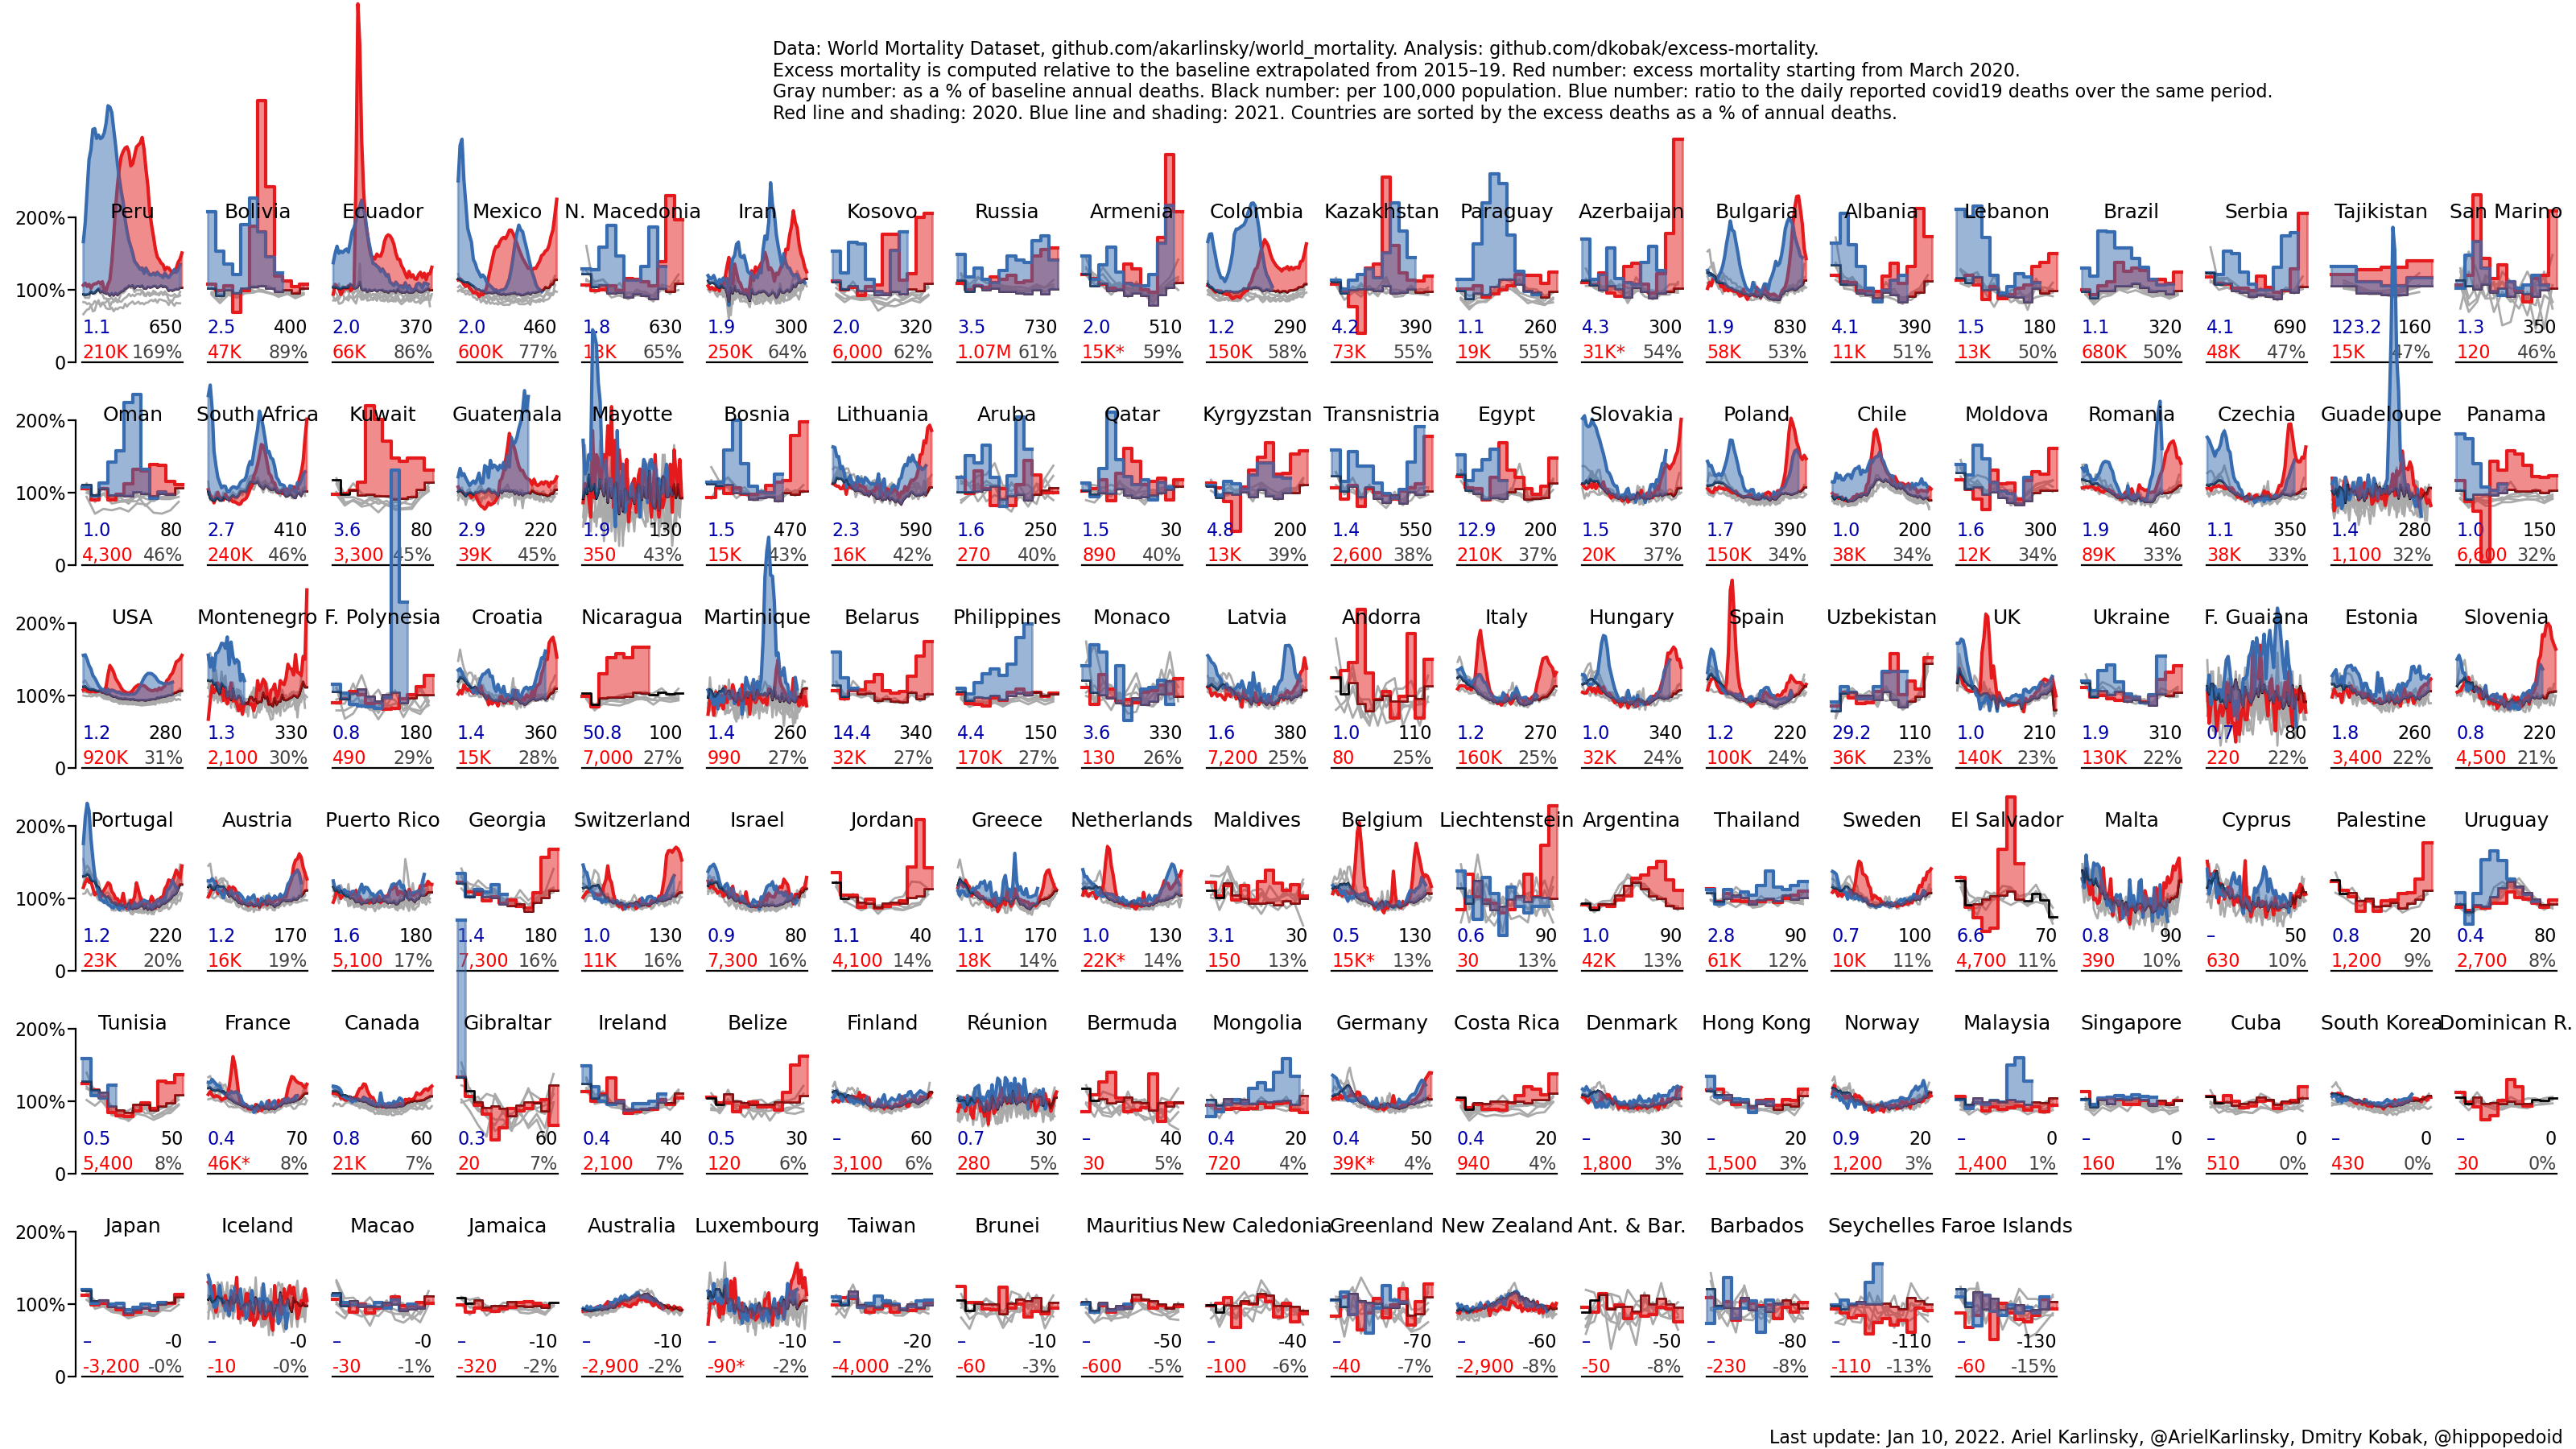 Data: World Mortality Dataset, github.com/akarlinsky/world_mortality. Analysis: github.com/dkobak/excess-mortality.
Excess mortality is computed relative to the baseline extrapolated from 2015–19. Red number: excess mortality starting from March 2020.
Gray number: as a % of baseline annual deaths. Black number: per 100,000 population. Blue number: ratio to the daily reported covid19 deaths over the same period.
Red line and shading: 2020. Blue line and shading: 2021. Countries are sorted by the excess deaths as a % of annual deaths.
200% Peru Bolivia Ecuador Mexico N. Macedonia Iran Kosovo Russia Armenia Colombia Kazakhstan Paraguay Azerbaijan Bulgaria Albania Lebanon Brazil Serbia Tajikistan San Marino
100%
1.1 650 2.5 400 2.0 370 2.0 460 1.8 630 1.9 300 2.0 320 3.5 730 2.0 510 1.2 290 4.2 390 1.1 260 4.3 300 1.9 830 4.1 390 1.5 180 1.1 320 4.1 690 123.2 160 1.3 350
0 210K 169% 47K 89% 66K 86% 600K 77% 13K 65% 250K 64% 6,000 62% 1.07M 61% 15K* 59% 150K 58% 73K 55% 19K 55% 31K* 54% 58K 53% 11K 51% 13K 50% 680K 50% 48K 47% 15K 47% 120 46%
200% Oman South Africa Kuwait Guatemala Mayotte Bosnia Lithuania Aruba Qatar Kyrgyzstan Transnistria Egypt Slovakia Poland Chile Moldova Romania Czechia Guadeloupe Panama
100%
1.0 80 2.7 410 3.6 80 2.9 220 1.9 130 1.5 470 2.3 590 1.6 250 1.5 30 4.8 200 1.4 550 12.9 200 1.5 370 1.7 390 1.0 200 1.6 300 1.9 460 1.1 350 1.4 280 1.0 150
0 4,300 46% 240K 46% 3,300 45% 39K 45% 350 43% 15K 43% 16K 42% 270 40% 890 40% 13K 39% 2,600 38% 210K 37% 20K 37% 150K 34% 38K 34% 12K 34% 89K 33% 38K 33% 1,100 32% 6,600 32%
200% USA Montenegro F. Polynesia Croatia Nicaragua Martinique Belarus Philippines Monaco Latvia Andorra Italy Hungary Spain Uzbekistan UK Ukraine F. Guaiana Estonia Slovenia
100%
1.2 280 1.3 330 0.8 180 1.4 360 50.8 100 1.4 260 14.4 340 4.4 150 3.6 330 1.6 380 1.0 110 1.2 270 1.0 340 1.2 220 29.2 110 1.0 210 1.9 310 0.7 80 1.8 260 0.8 220
0 920K 31% 2,100 30% 490 29% 15K 28% 7,000 27% 990 27% 32K 27% 170K 27% 130 26% 7,200 25% 80 25% 160K 25% 32K 24% 100K 24% 36K 23% 140K 23% 130K 22% 220 22% 3,400 22% 4,500 21%
200% Portugal Austria Puerto Rico Georgia Switzerland Israel Jordan Greece Netherlands Maldives Belgium Liechtenstein Argentina Thailand Sweden El Salvador Malta Cyprus Palestine Uruguay
100%
1.2 220 1.2 170 1.6 180 1.4 180 1.0 130 0.9 80 1.1 40 1.1 170 1.0 130 3.1 30 0.5 130 0.6 90 1.0 90 2.8 90 0.7 100 6.6 70 0.8 90 – 50 0.8 20 0.4 80
0 23K 20% 16K 19% 5,100 17% 7,300 16% 11K 16% 7,300 16% 4,100 14% 18K 14% 22K* 14% 150 13% 15K* 13% 30 13% 42K 13% 61K 12% 10K 11% 4,700 11% 390 10% 630 10% 1,200 9% 2,700 8%
200% Tunisia France Canada Gibraltar Ireland Belize Finland Réunion Bermuda Mongolia Germany Costa Rica Denmark Hong Kong Norway Malaysia Singapore Cuba South Korea Dominican R.
100%
0.5 50 0.4 70 0.8 60 0.3 60 0.4 40 0.5 30 – 60 0.7 30 – 40 0.4 20 0.4 50 0.4 20 – 30 – 20 0.9 20 – 0 – 0 – 0 – 0 – 0
0 5,400 8% 46K* 8% 21K 7% 20 7% 2,100 7% 120 6% 3,100 6% 280 5% 30 5% 720 4% 39K* 4% 940 4% 1,800 3% 1,500 3% 1,200 3% 1,400 1% 160 1% 510 0% 430 0% 30 0%
200% Japan Iceland Macao Jamaica Australia Luxembourg Taiwan Brunei Mauritius New Caledonia Greenland New Zealand Ant. & Bar. Barbados Seychelles Faroe Islands
100%
– -0 – -0 – -0 – -10 – -10 – -10 – -20 – -10 – -50 – -40 – -70 – -60 – -50 – -80 – -110 – -130
0 -3,200 -0% -10 -0% -30 -1% -320 -2% -2,900 -2% -90* -2% -4,000 -2% -60 -3% -600 -5% -100 -6% -40 -7% -2,900 -8% -50 -8% -230 -8% -110 -13% -60 -15%
Last update: Jan 10, 2022. Ariel Karlinsky, @ArielKarlinsky, Dmitry Kobak, @hippopedoid